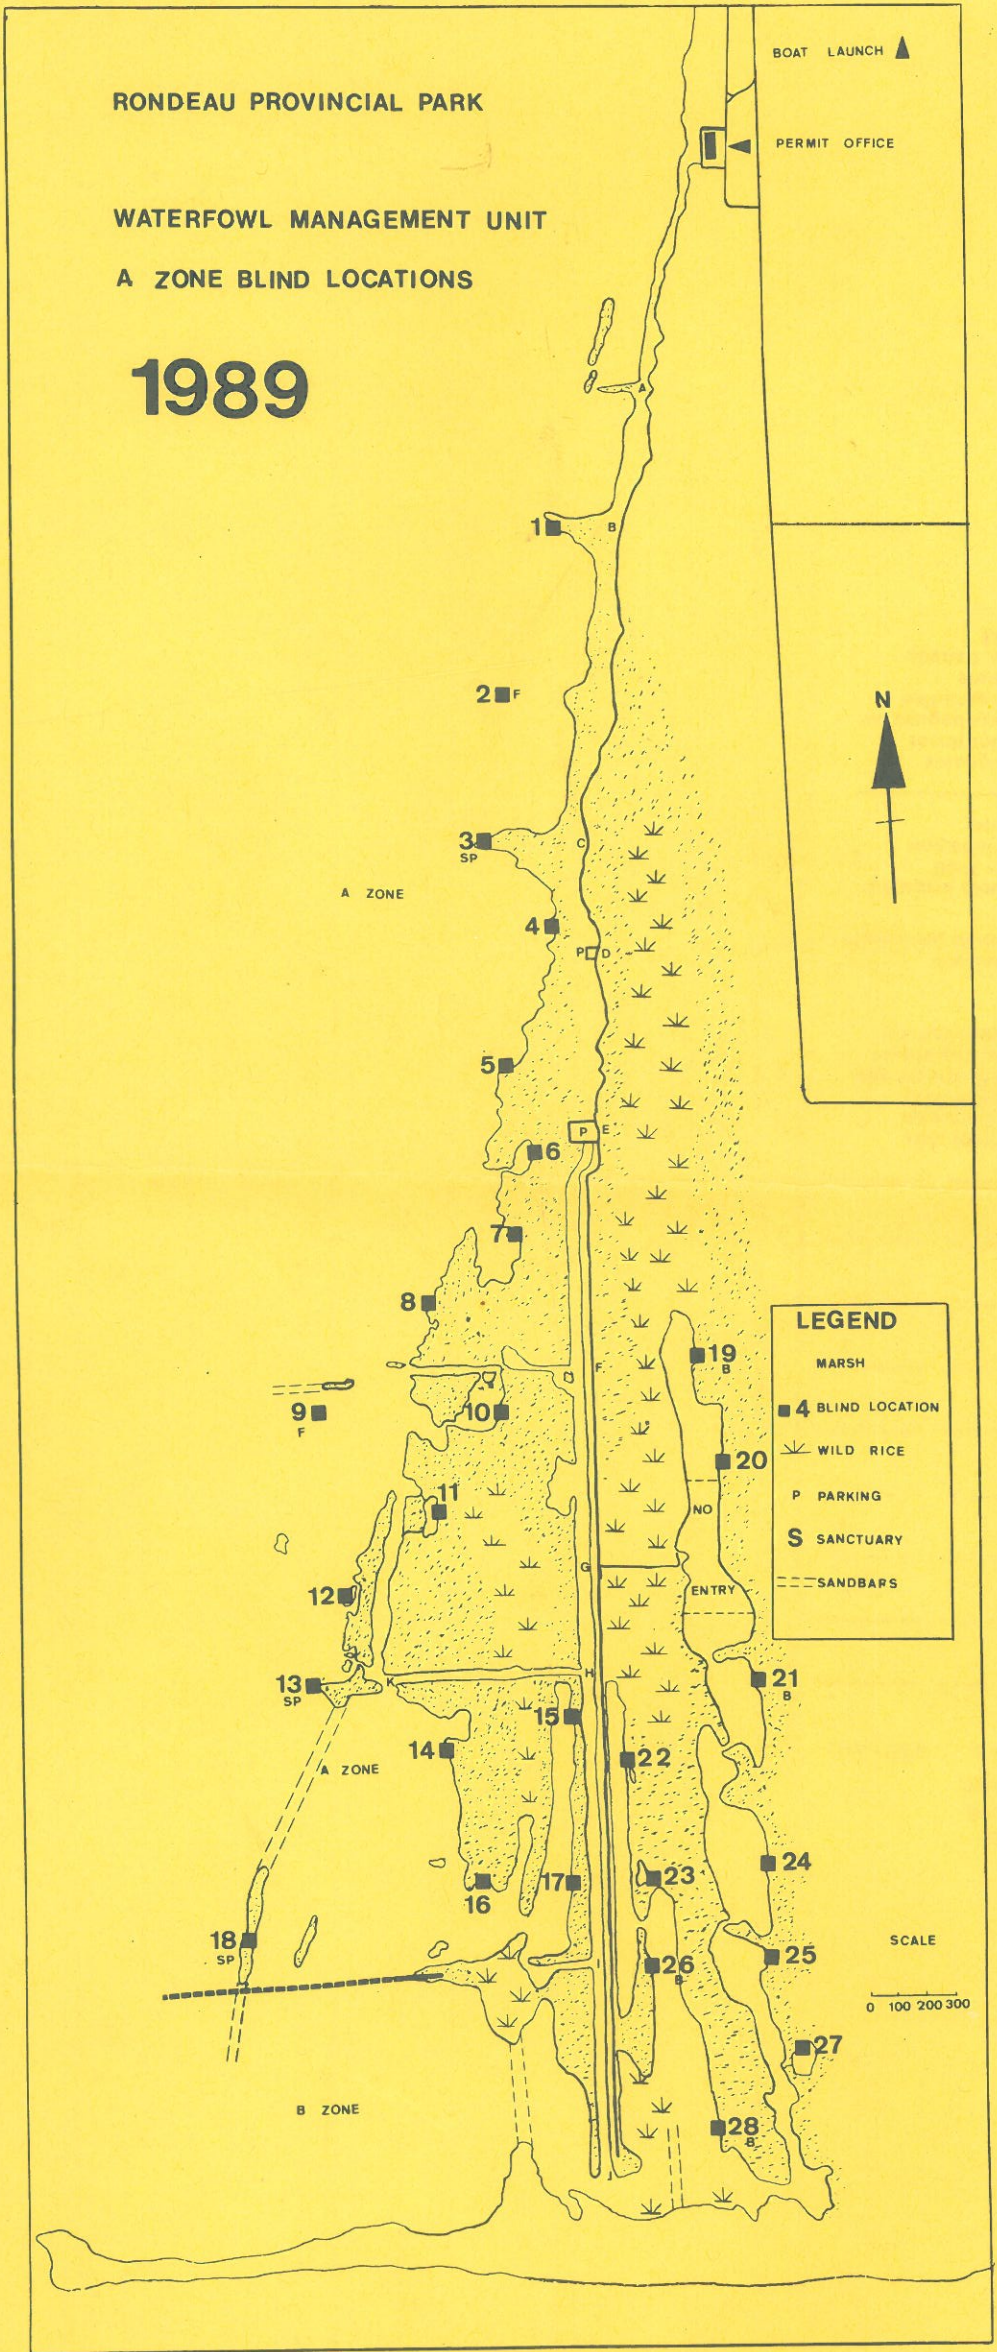 BOAT LAUNCH
RONDEAU PROVINCIAL PARK
PERMIT OFFICE
WATERFOWL MANAGEMENT UNIT
A ZONE BLIND LOCATIONS
1989
A
1 B
2 F
N
3 C
SP
A ZONE
4
P D
5
P E
6
7
8
LEGEND
MARSH
4 BLIND LOCATION
WILD RICE
P PARKING
S SANCTUARY
SANDBARS
19
B
F
9
F
10
20
11
NO
G
ENTRY
12
H
K
13
SP
21
B
15
14
A ZONE
22
24
23
16
17
18
SP
25
I
26
B
SCALE
0 100 200 300
27
B ZONE
28
B
J